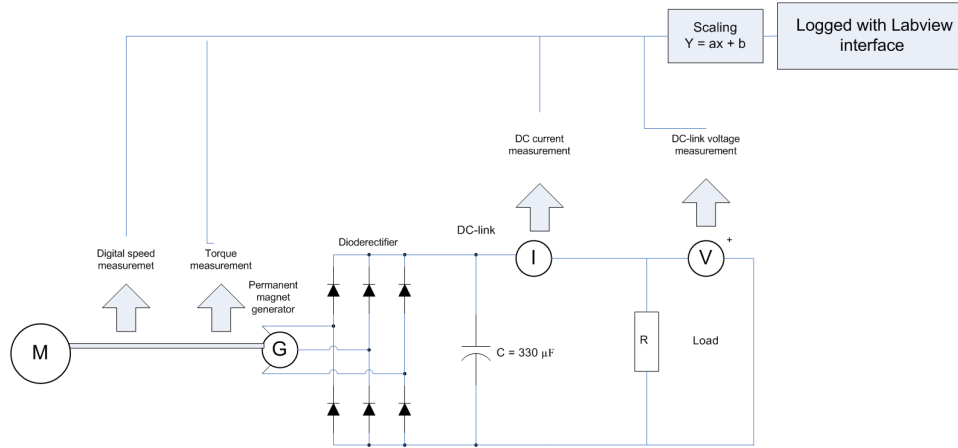 Scaling
Y = ax + b
Logged with Labview
interface
DC current
measurement
DC-link voltage
measurement
Digital speed
measuremet
Torque
measurement
Permanent
magnet
generator
Dioderectifier
DC-link
I
V
+
M
G
C = 330 µF
R
Load